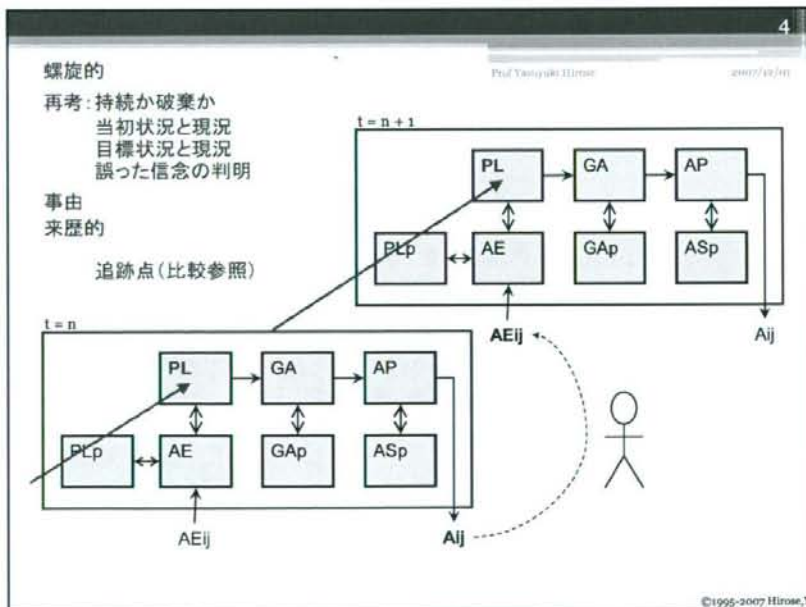 4
Prof Yasuyuki Hirose 2007/12/01
螺旋的
再考：持続か破棄か
当初状況と現況
目標状況と現況
誤った信念の判明
事由
来歴的
追跡点（比較参照）
t = n + 1
PL GA AP
PLp AE GAp ASp
AEij Aij
t = n
PL GA AP
PLp AE GAp ASp
AEij Aij
©1995-2007 Hirose,Y